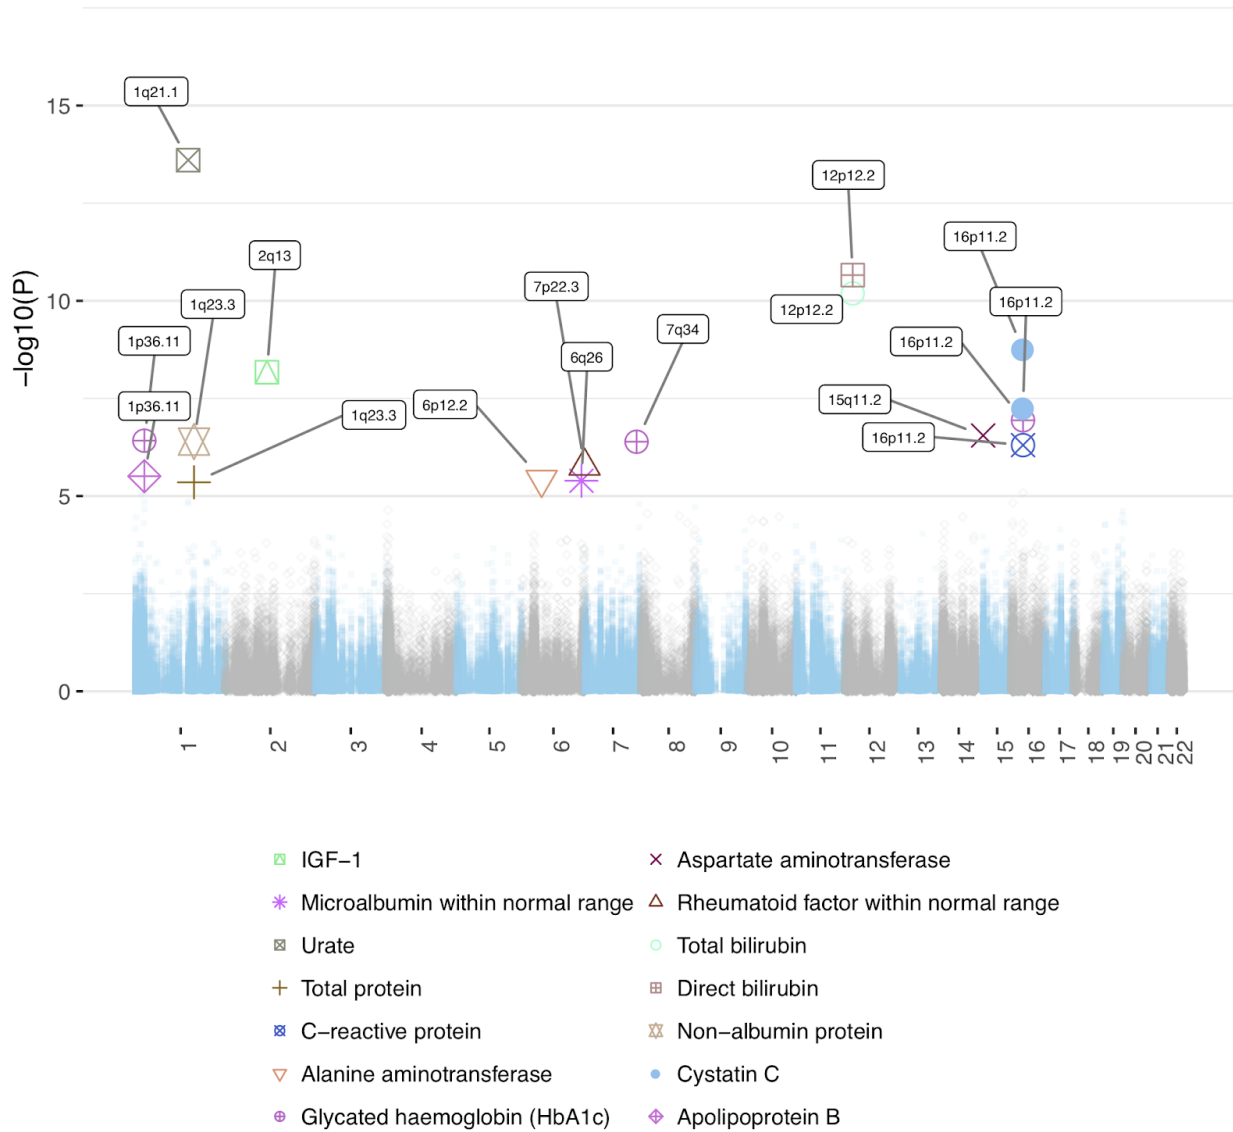 1q21.1
15
12p12.2
16p11.2
2q13
7p22.3
1q23.3
16p11.2
10
12p12.2
−log10(P)
7q34
1p36.11
16p11.2
6q26
15q11.2
1p36.11
6p12.2
1q23.3
16p11.2
5
0
1 2 3 4 5 6 7 8 9 10 11 12 13 14 15 16 17 18 19 20 21 22
IGF−1
Aspartate aminotransferase
Microalbumin within normal range
Rheumatoid factor within normal range
Urate
Total bilirubin
Total protein
Direct bilirubin
C−reactive protein
Non−albumin protein
Alanine aminotransferase
Cystatin C
Glycated haemoglobin (HbA1c)
Apolipoprotein B